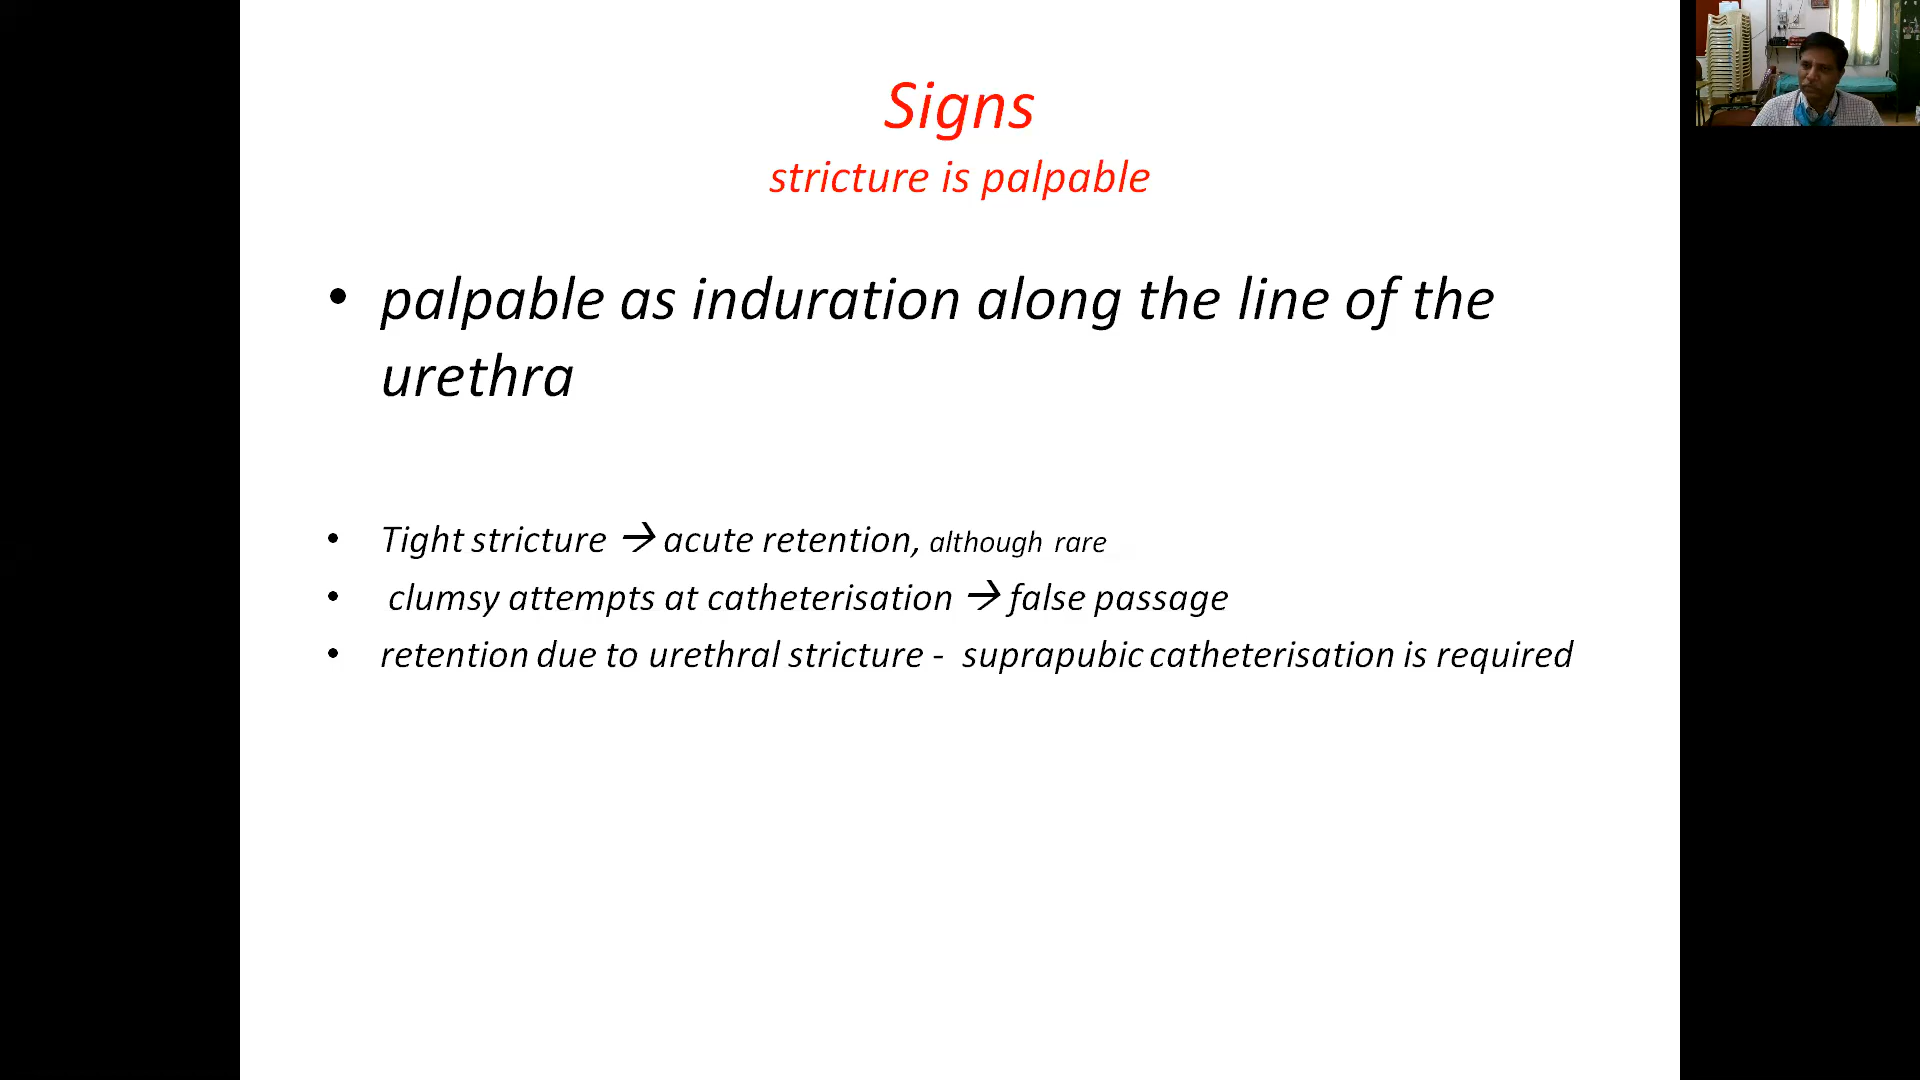 Signs
stricture is palpable
• palpable as induration along the line of the
urethra
• Tight stricture → acute retention, although rare
• clumsy attempts at catheterisation → false passage
• retention due to urethral stricture - suprapubic catheterisation is required